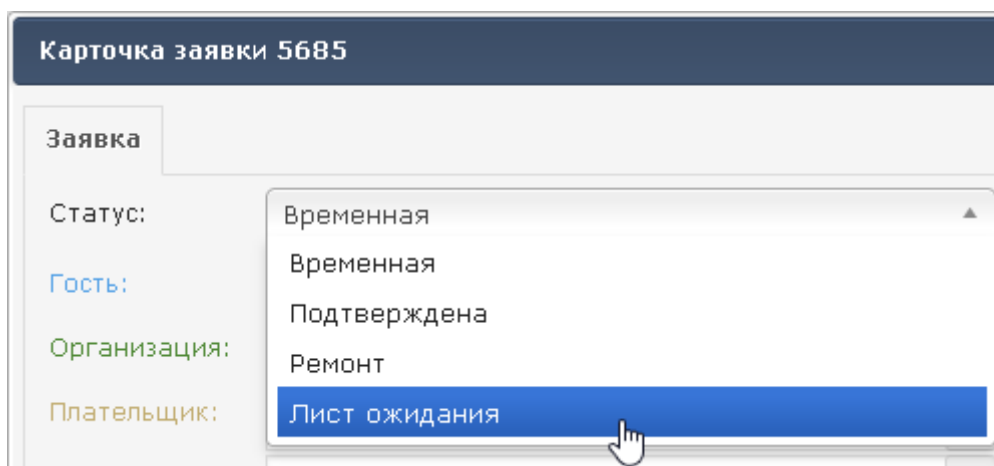 Карточка заявки 5685
Заявка
Статус:
Временная
Временная
Гость:
Подтверждена
Организация:
Ремонт
Плательщик:
Лист ожидания